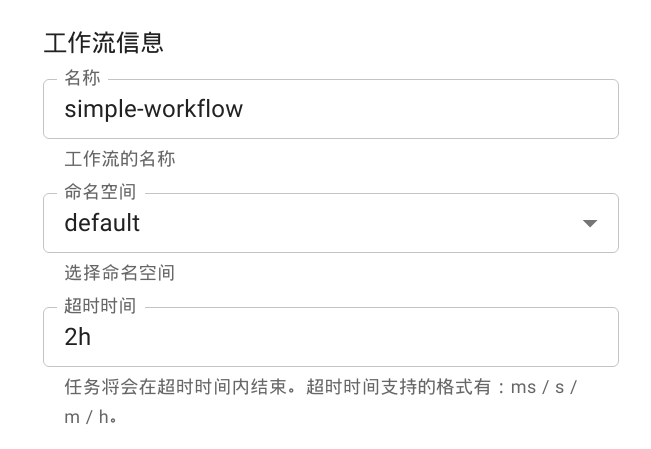 工作流信息
名称
simple-workflow
工作流的名称
命名空间
default
选择命名空间
超时时间
2h
任务将会在超时时间内结束。超时时间支持的格式有：ms / s /
m / h。